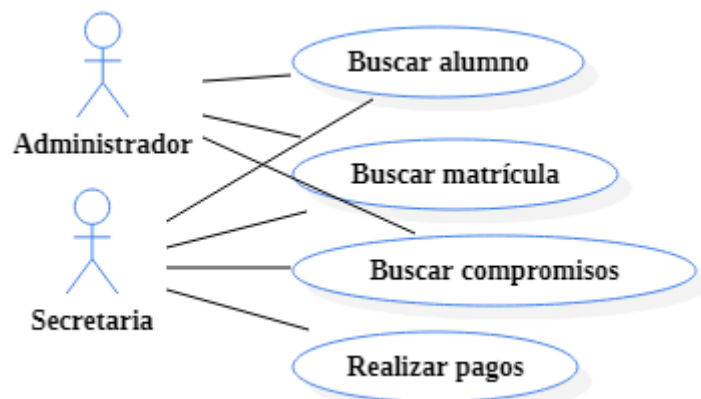 Buscar alumno
Administrador
Buscar matrícula
Buscar compromisos
Secretaria
Realizar pagos